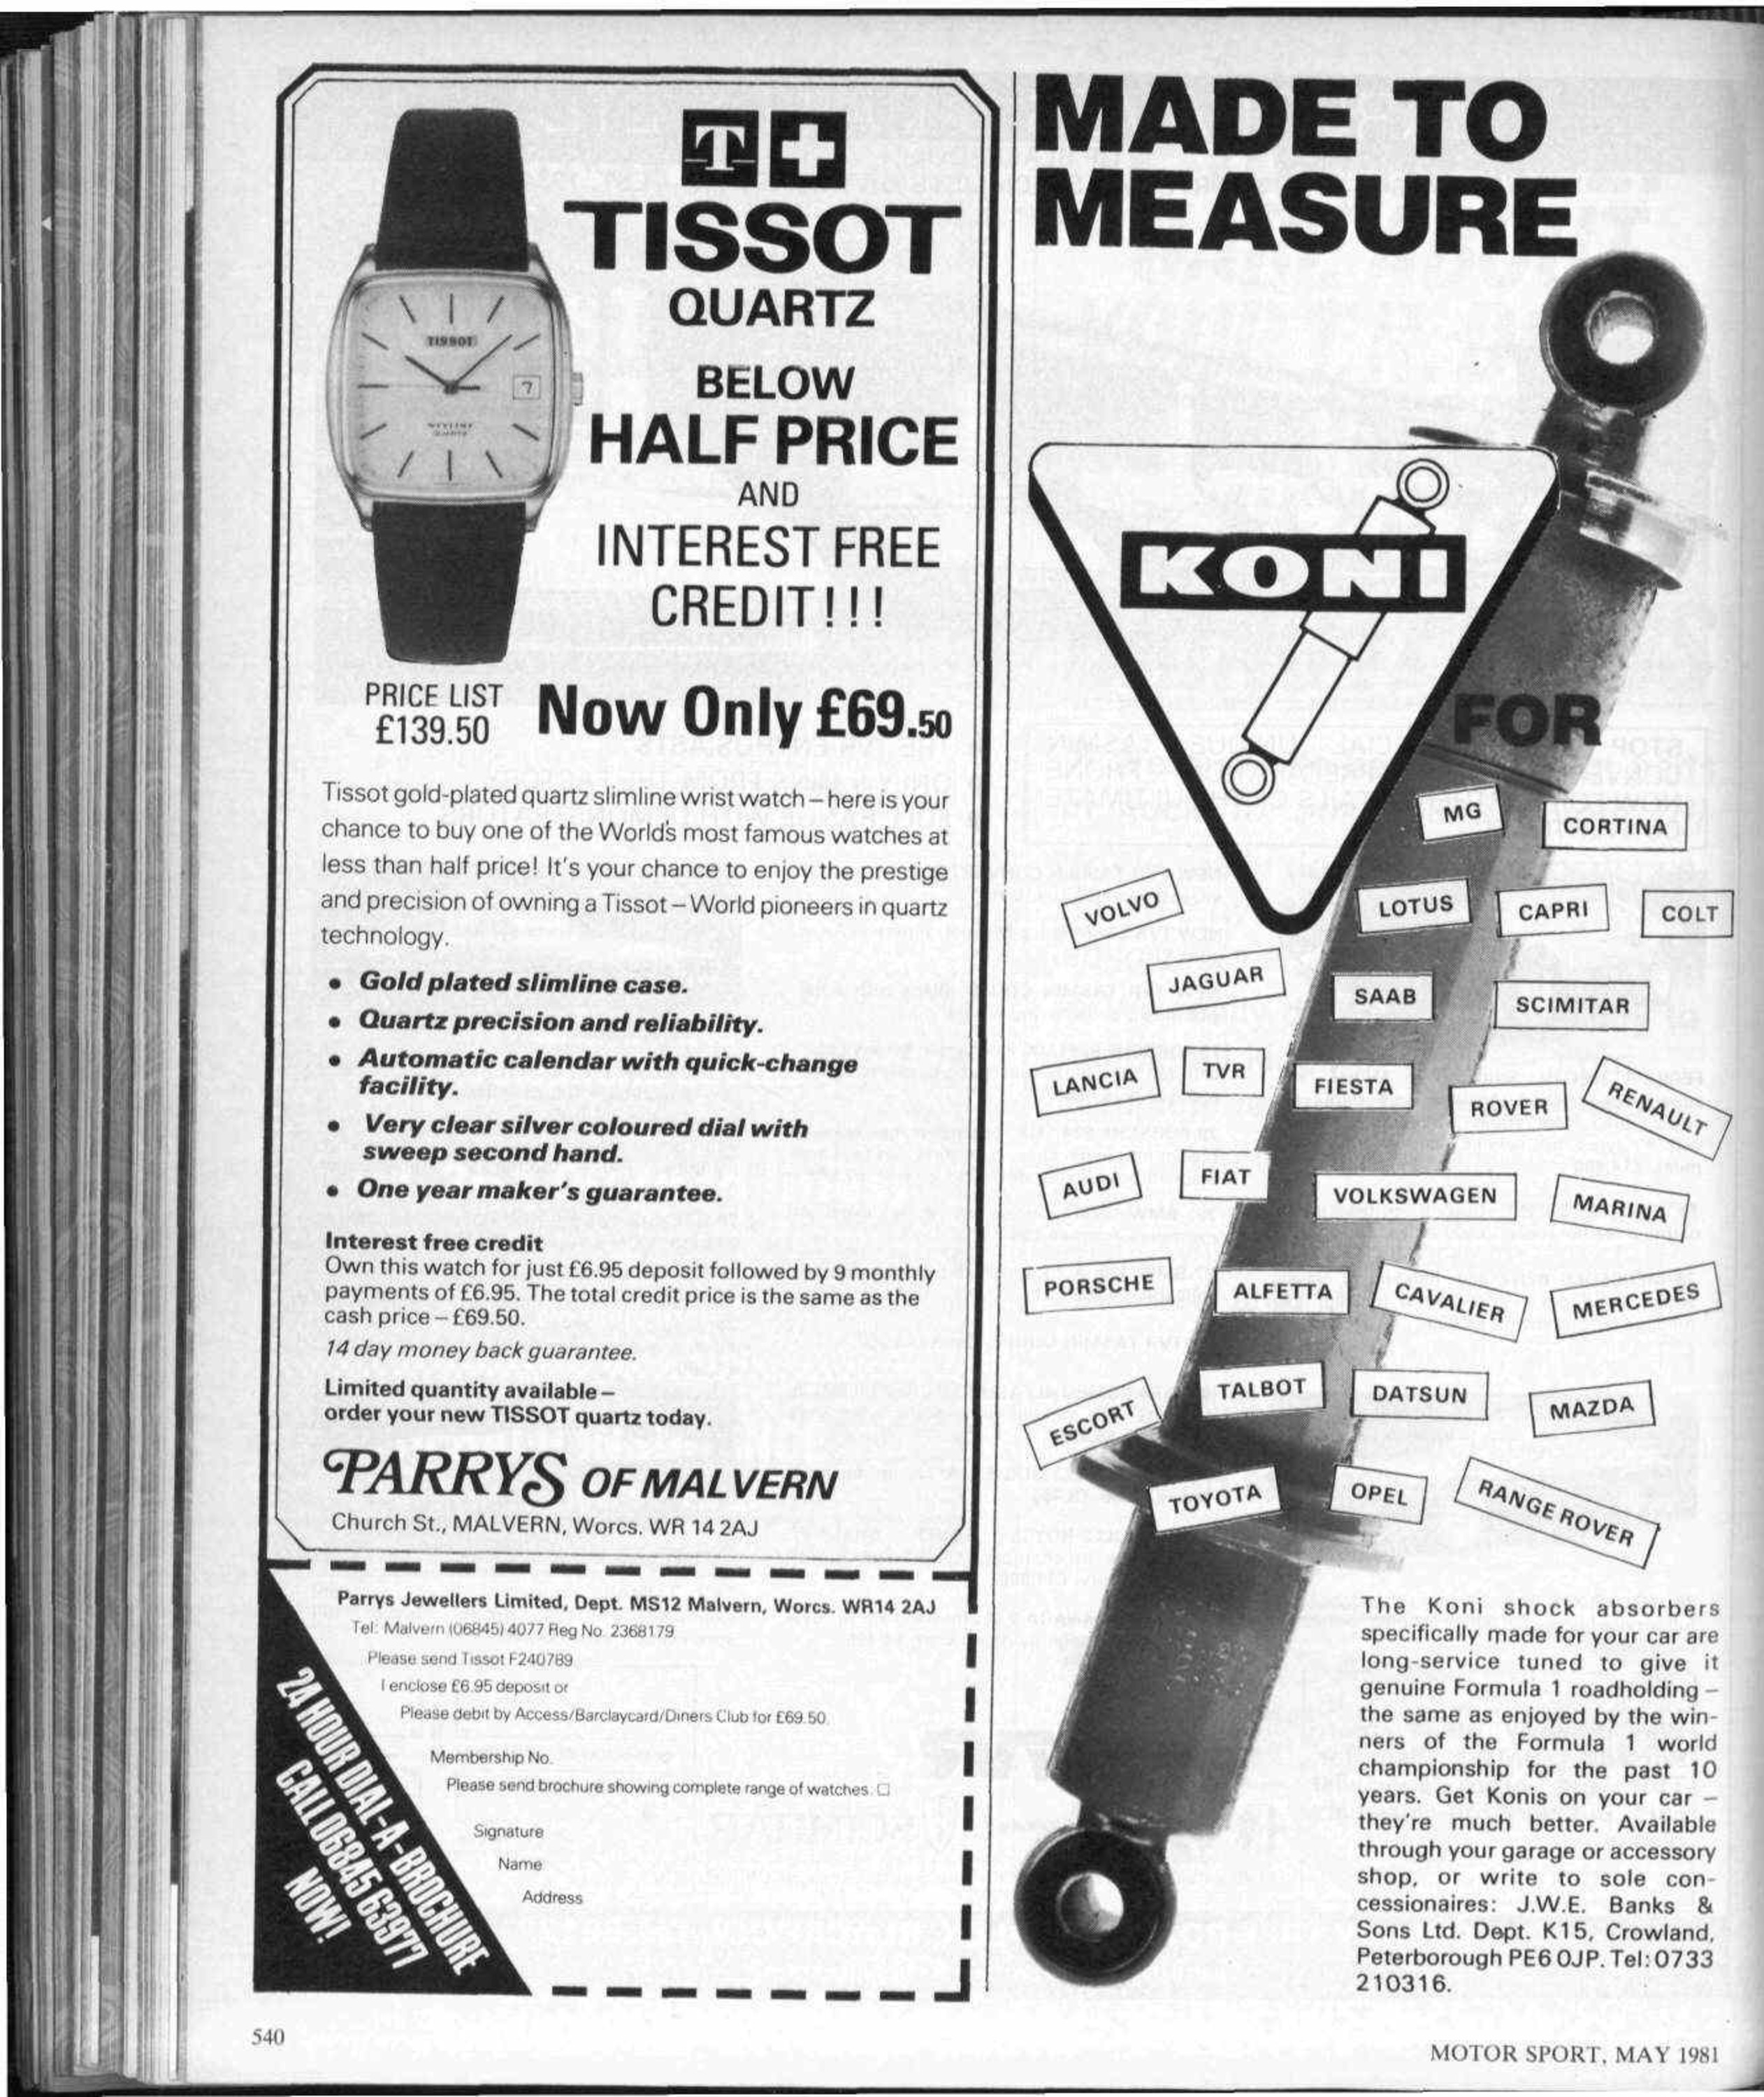 T
TISSOT
QUARTZ
BELOW
HALF PRICE
AND
INTEREST FREE
CREDIT!!!
TISSOT
7
QUARTZ
PRICE LIST
£139.50
Now Only £69.50
Tissot gold-plated quartz slimline wrist watch – here is your
chance to buy one of the World's most famous watches at
less than half price! It's your chance to enjoy the prestige
and precision of owning a Tissot – World pioneers in quartz
technology.
• Gold plated slimline case.
• Quartz precision and reliability.
• Automatic calendar with quick-change
facility.
• Very clear silver coloured dial with
sweep second hand.
• One year maker's guarantee.
Interest free credit
Own this watch for just £6.95 deposit followed by 9 monthly
payments of £6.95. The total credit price is the same as the
cash price – £69.50.
14 day money back guarantee.
Limited quantity available –
order your new TISSOT quartz today.
PARRYS OF MALVERN
Church St., MALVERN, Worcs. WR 14 2AJ
Parrys Jewellers Limited, Dept. MS12 Malvern, Worcs. WR14 2AJ
Tel: Malvern (06845) 4077 Reg No. 2368179
Please send Tissot F240789
I enclose £6.95 deposit or
Please debit by Access/Barclaycard/Diners Club for £69.50.
Membership No.
Please send brochure showing complete range of watches. □
Signature
Name
Address
24 HOUR DIAL-A-BROCHURE
CALL 06845 63977
NOW!
MADE TO
MEASURE
KONI
FOR
MG
CORTINA
VOLVO
LOTUS
CAPRI
COLT
JAGUAR
SAAB
SCIMITAR
LANCIA
TVR
FIESTA
ROVER
RENAULT
AUDI
FIAT
VOLKSWAGEN
MARINA
PORSCHE
ALFETTA
CAVALIER
MERCEDES
ESCORT
TALBOT
DATSUN
MAZDA
TOYOTA
OPEL
RANGE ROVER
The Koni shock absorbers
specifically made for your car are
long-service tuned to give it
genuine Formula 1 roadholding –
the same as enjoyed by the win-
ners of the Formula 1 world
championship for the past 10
years. Get Konis on your car –
they're much better. Available
through your garage or accessory
shop, or write to sole con-
cessionaires: J.W.E. Banks &
Sons Ltd. Dept. K15, Crowland,
Peterborough PE6 0JP. Tel: 0733
210316.
540
MOTOR SPORT, MAY 1981